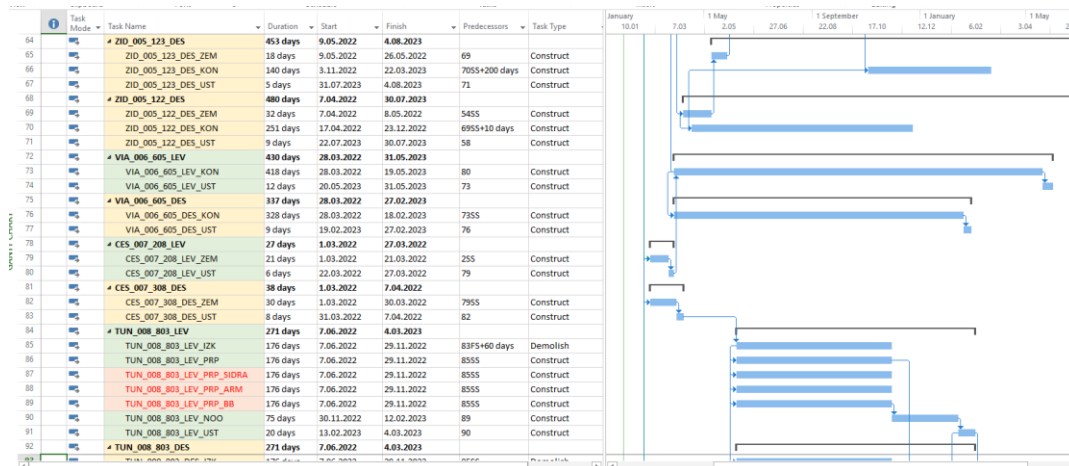 Task Mode Task Name Duration Start Finish Predecessors Task Type
January 1 May 1 September 1 January 1 May
10.01 7.03 2.05 27.06 22.08 17.10 12.12 6.02 3.04
64 ZID_005_123_DES 453 days 9.05.2022 4.08.2023
65 ZID_005_123_DES_ZEM 18 days 9.05.2022 26.05.2022 69 Construct
66 ZID_005_123_DES_KON 140 days 3.11.2022 22.03.2023 70SS+200 days Construct
67 ZID_005_123_DES_UST 5 days 31.07.2023 4.08.2023 71 Construct
68 ZID_005_122_DES 480 days 7.04.2022 30.07.2023
69 ZID_005_122_DES_ZEM 32 days 7.04.2022 8.05.2022 54SS Construct
70 ZID_005_122_DES_KON 251 days 17.04.2022 23.12.2022 69SS+10 days Construct
71 ZID_005_122_DES_UST 9 days 22.07.2023 30.07.2023 58 Construct
72 VIA_006_605_LEV 430 days 28.03.2022 31.05.2023
73 VIA_006_605_LEV_KON 418 days 28.03.2022 19.05.2023 80 Construct
74 VIA_006_605_LEV_UST 12 days 20.05.2023 31.05.2023 73 Construct
75 VIA_006_605_DES 337 days 28.03.2022 27.02.2023
76 VIA_006_605_DES_KON 328 days 28.03.2022 18.02.2023 73SS Construct
77 VIA_006_605_DES_UST 9 days 19.02.2023 27.02.2023 76 Construct
78 CES_007_208_LEV 27 days 1.03.2022 27.03.2022
79 CES_007_208_LEV_ZEM 21 days 1.03.2022 21.03.2022 2SS Construct
80 CES_007_208_LEV_UST 6 days 22.03.2022 27.03.2022 79 Construct
81 CES_007_308_DES 38 days 1.03.2022 7.04.2022
82 CES_007_308_DES_ZEM 30 days 1.03.2022 30.03.2022 79SS Construct
83 CES_007_308_DES_UST 8 days 31.03.2022 7.04.2022 82 Construct
84 TUN_008_803_LEV 271 days 7.06.2022 4.03.2023
85 TUN_008_803_LEV_IZK 176 days 7.06.2022 29.11.2022 83FS+60 days Demolish
86 TUN_008_803_LEV_PRP 176 days 7.06.2022 29.11.2022 85SS Construct
87 TUN_008_803_LEV_PRP_SIDRA 176 days 7.06.2022 29.11.2022 85SS Construct
88 TUN_008_803_LEV_PRP_ARM 176 days 7.06.2022 29.11.2022 85SS Construct
89 TUN_008_803_LEV_PRP_BB 176 days 7.06.2022 29.11.2022 85SS Construct
90 TUN_008_803_LEV_NOO 75 days 30.11.2022 12.02.2023 89 Construct
91 TUN_008_803_LEV_UST 20 days 13.02.2023 4.03.2023 90 Construct
92 TUN_008_803_DES 271 days 7.06.2022 4.03.2023